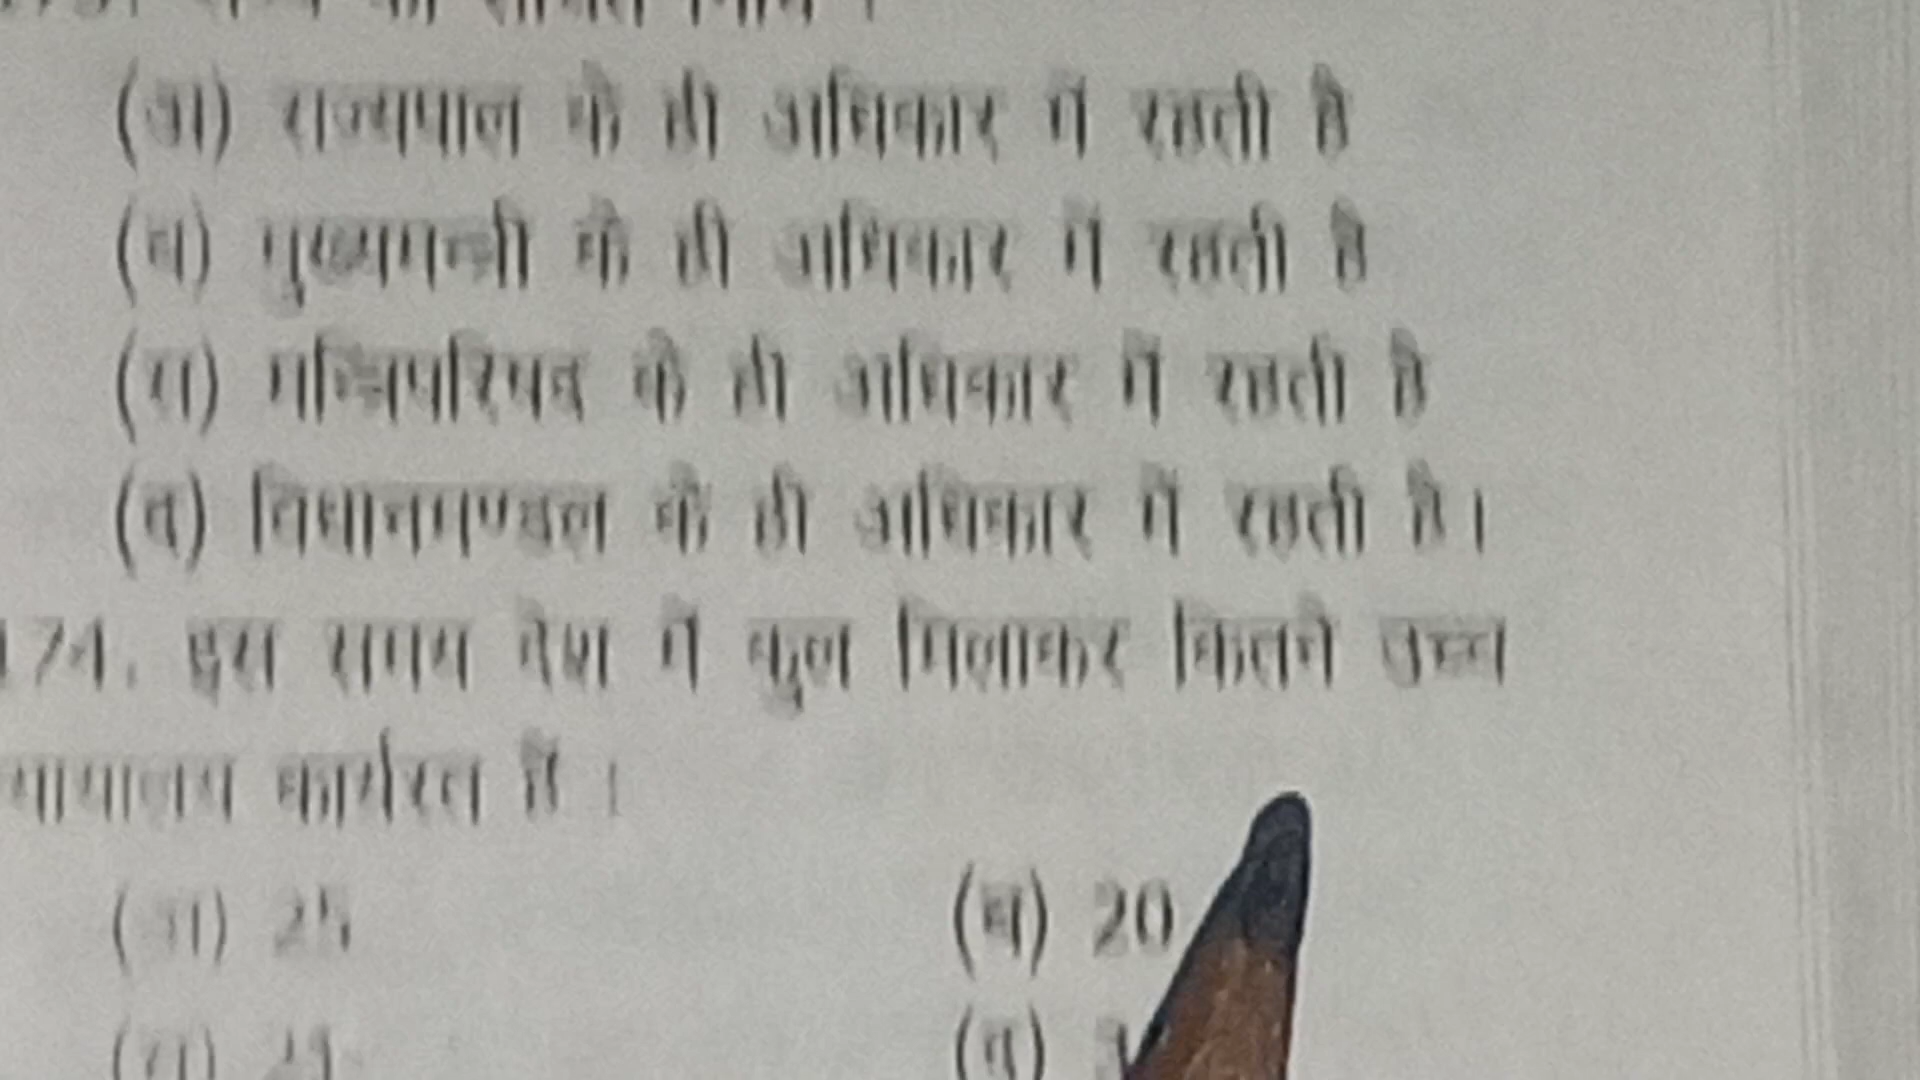 (अ) राज्यपाल के ही अधिकार में रहती है
(ब) मुख्यमन्त्री के ही अधिकार में रहती है
(स) मन्त्रिपरिषद के ही अधिकार में रहती है
(द) विधानमण्डल के ही अधिकार में रहती है।
174. इस समय देश में कुल मिलाकर कितने उच्च
यायालय कार्यरत हैं ।
(अ) 25 (ब) 20
(स) (द)